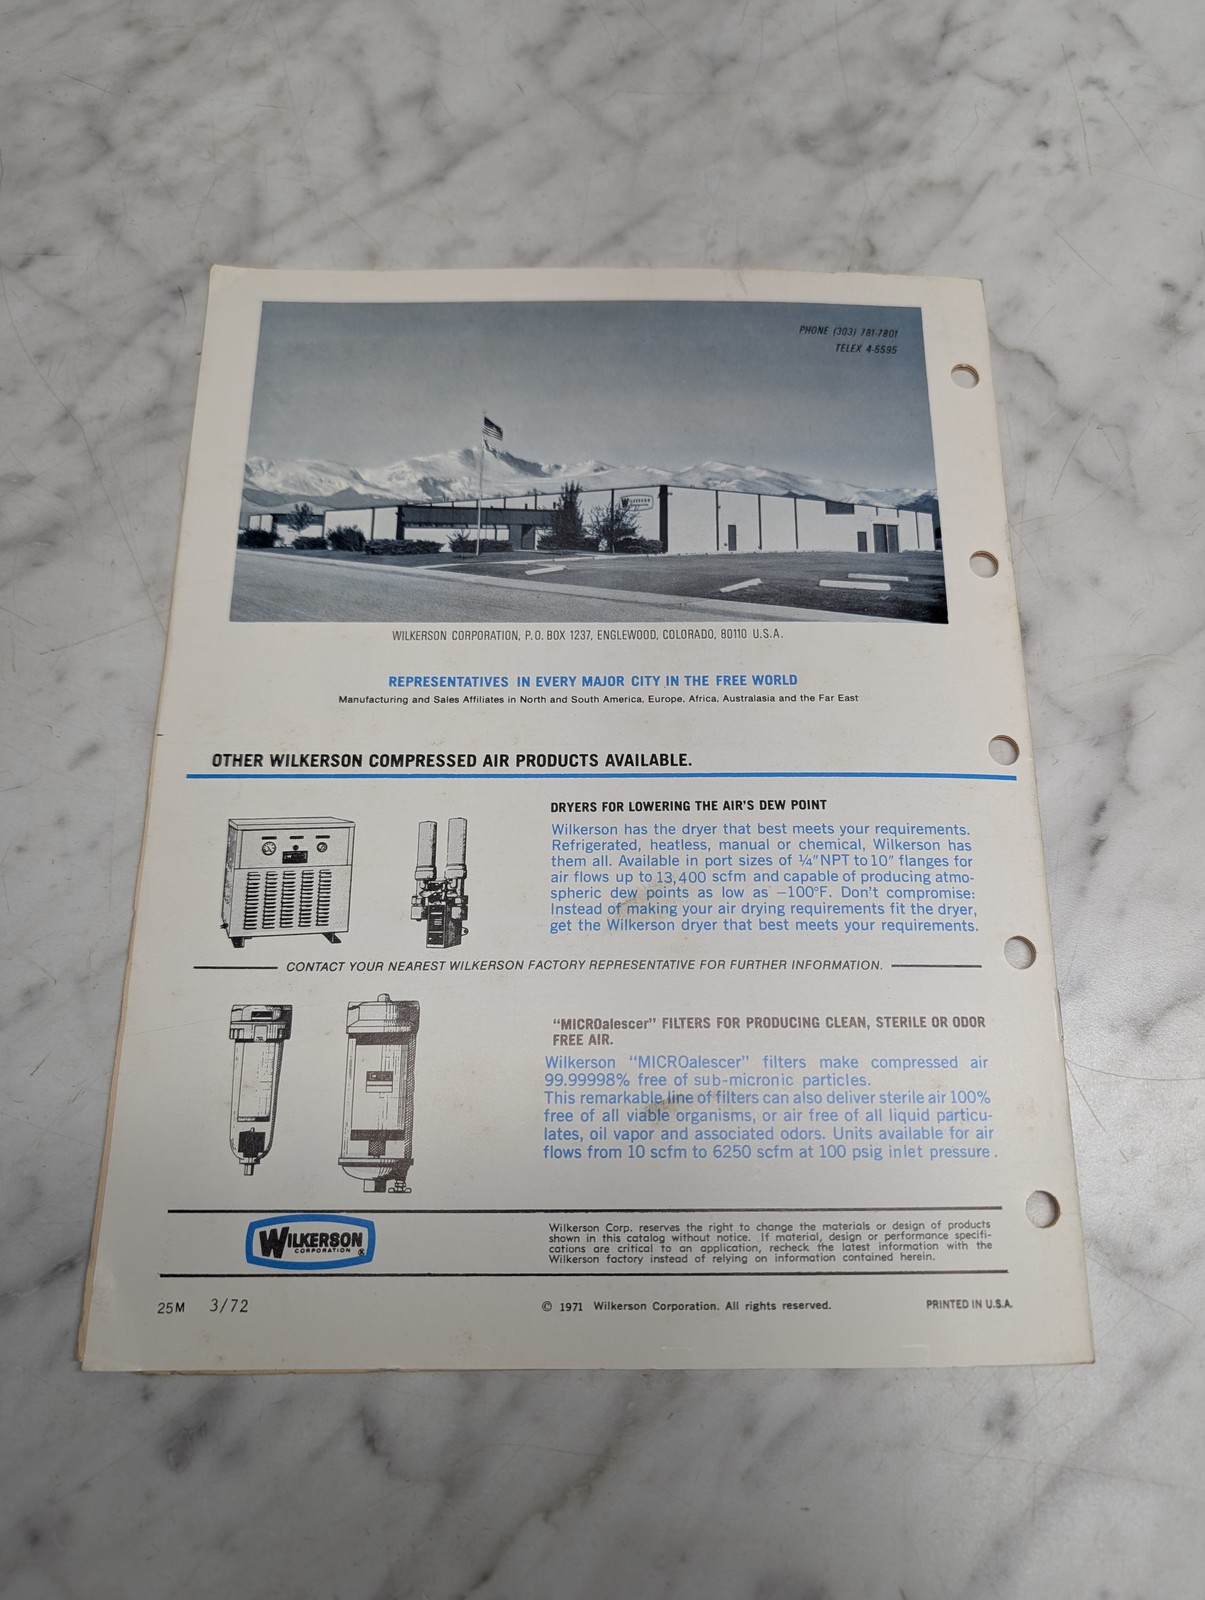 PHONE (303) 781-7801
TELEX 4-5595
WILKERSON
WILKERSON CORPORATION, P.O. BOX 1237, ENGLEWOOD, COLORADO, 80110 U.S.A.
REPRESENTATIVES IN EVERY MAJOR CITY IN THE FREE WORLD
Manufacturing and Sales Affiliates in North and South America, Europe, Africa, Australasia and the Far East
OTHER WILKERSON COMPRESSED AIR PRODUCTS AVAILABLE.
DRYERS FOR LOWERING THE AIR'S DEW POINT
Wilkerson has the dryer that best meets your requirements.
Refrigerated, heatless, manual or chemical, Wilkerson has
them all. Available in port sizes of ¼" NPT to 10" flanges for
air flows up to 13,400 scfm and capable of producing atmo-
spheric dew points as low as –100°F. Don't compromise:
Instead of making your air drying requirements fit the dryer,
get the Wilkerson dryer that best meets your requirements.
CONTACT YOUR NEAREST WILKERSON FACTORY REPRESENTATIVE FOR FURTHER INFORMATION.
"MICROalescer" FILTERS FOR PRODUCING CLEAN, STERILE OR ODOR
FREE AIR.
Wilkerson "MICROalescer" filters make compressed air
99.99998% free of sub-micronic particles.
This remarkable line of filters can also deliver sterile air 100%
free of all viable organisms, or air free of all liquid particu-
lates, oil vapor and associated odors. Units available for air
flows from 10 scfm to 6250 scfm at 100 psig inlet pressure.
WILKERSON
CORPORATION ®
Wilkerson Corp. reserves the right to change the materials or design of products
shown in this catalog without notice. If material, design or performance specifi-
cations are critical to an application, recheck the latest information with the
Wilkerson factory instead of relying on information contained herein.
25M 3/72
© 1971 Wilkerson Corporation. All rights reserved.
PRINTED IN U.S.A.